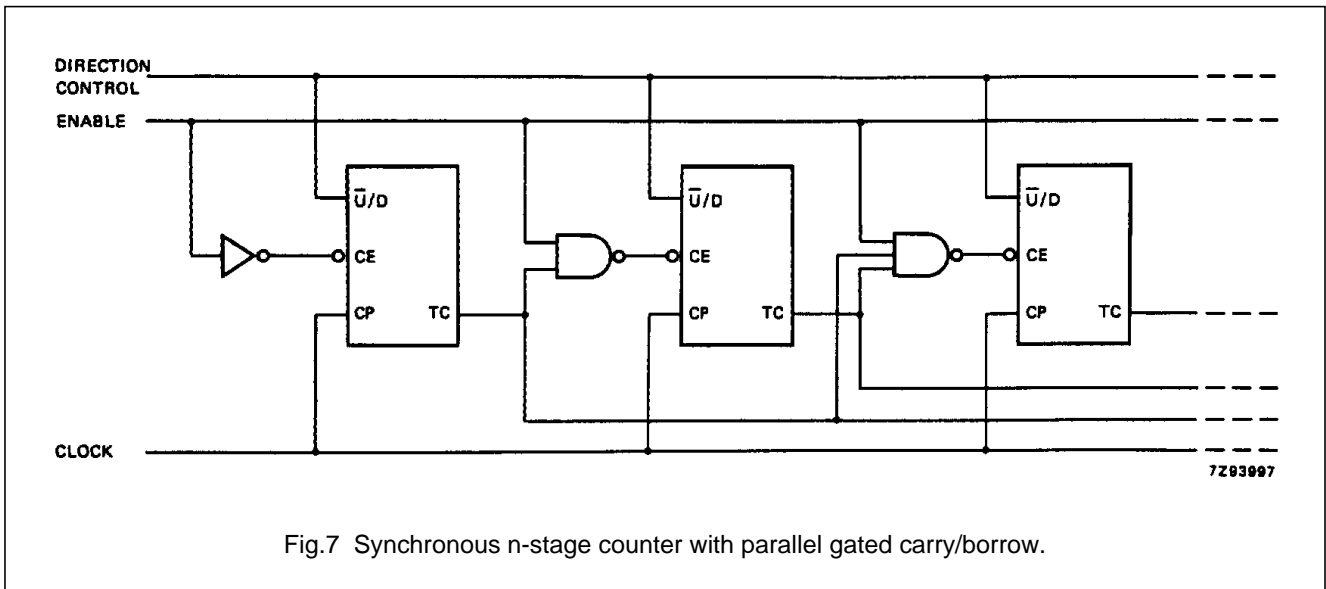 DIRECTION
CONTROL
ENABLE
U̅/D
CE
CP TC
U̅/D
CE
CP TC
U̅/D
CE
CP TC
CLOCK
7Z93997
Fig.7 Synchronous n-stage counter with parallel gated carry/borrow.